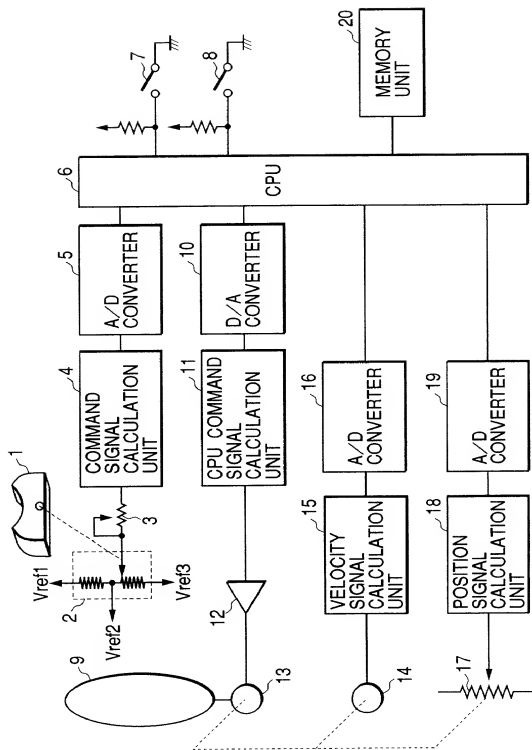 1
Vref1
2
Vref2
Vref3
3
4
COMMAND
SIGNAL
CALCULATION
UNIT
5
A/D
CONVERTER
6
CPU
7
8
9
12
13
11
CPU COMMAND
SIGNAL
CALCULATION
UNIT
10
D/A
CONVERTER
14
15
VELOCITY
SIGNAL
CALCULATION
UNIT
16
A/D
CONVERTER
20
MEMORY
UNIT
17
18
POSITION
SIGNAL
CALCULATION
UNIT
19
A/D
CONVERTER